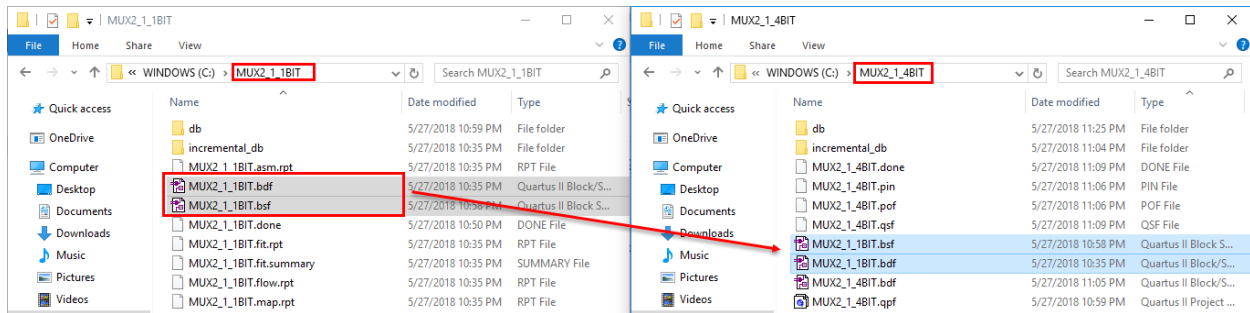 MUX2_1_1BIT
File Home Share View
WINDOWS (C:) MUX2_1_1BIT Search MUX2_1_1BIT
Name Date modified Type
Quick access
OneDrive
Computer
Desktop
Documents
Downloads
Music
Pictures
Videos
db 5/27/2018 10:59 PM File folder
incremental_db 5/27/2018 10:35 PM File folder
MUX2_1_1BIT.asm.rpt 5/27/2018 10:35 PM RPT File
MUX2_1_1BIT.bdf 5/27/2018 10:35 PM Quartus II Block/S...
MUX2_1_1BIT.bsf 5/27/2018 10:58 PM Quartus II Block S...
MUX2_1_1BIT.done 5/27/2018 10:50 PM DONE File
MUX2_1_1BIT.fit.rpt 5/27/2018 10:35 PM RPT File
MUX2_1_1BIT.fit.summary 5/27/2018 10:35 PM SUMMARY File
MUX2_1_1BIT.flow.rpt 5/27/2018 10:35 PM RPT File
MUX2_1_1BIT.map.rpt 5/27/2018 10:35 PM RPT File
MUX2_1_4BIT
File Home Share View
WINDOWS (C:) MUX2_1_4BIT Search MUX2_1_4BIT
Name Date modified Type
Quick access
OneDrive
Computer
Desktop
Documents
Downloads
Music
Pictures
Videos
db 5/27/2018 11:25 PM File folder
incremental_db 5/27/2018 11:04 PM File folder
MUX2_1_4BIT.done 5/27/2018 11:09 PM DONE File
MUX2_1_4BIT.pin 5/27/2018 11:06 PM PIN File
MUX2_1_4BIT.pof 5/27/2018 11:06 PM POF File
MUX2_1_4BIT.qsf 5/27/2018 11:09 PM QSF File
MUX2_1_1BIT.bsf 5/27/2018 10:58 PM Quartus II Block S...
MUX2_1_1BIT.bdf 5/27/2018 10:35 PM Quartus II Block/S...
MUX2_1_4BIT.bdf 5/27/2018 11:05 PM Quartus II Block/S...
MUX2_1_4BIT.qpf 5/27/2018 10:59 PM Quartus II Project ...